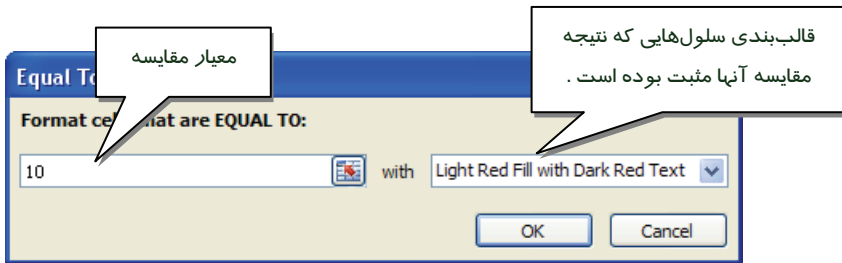 قالب‌بندی سلول‌هایی که نتیجه
مقایسه آنها مثبت بوده است .
معیار مقایسه
Equal To
Format cel hat are EQUAL TO:
10
with
Light Red Fill with Dark Red Text
OK
Cancel